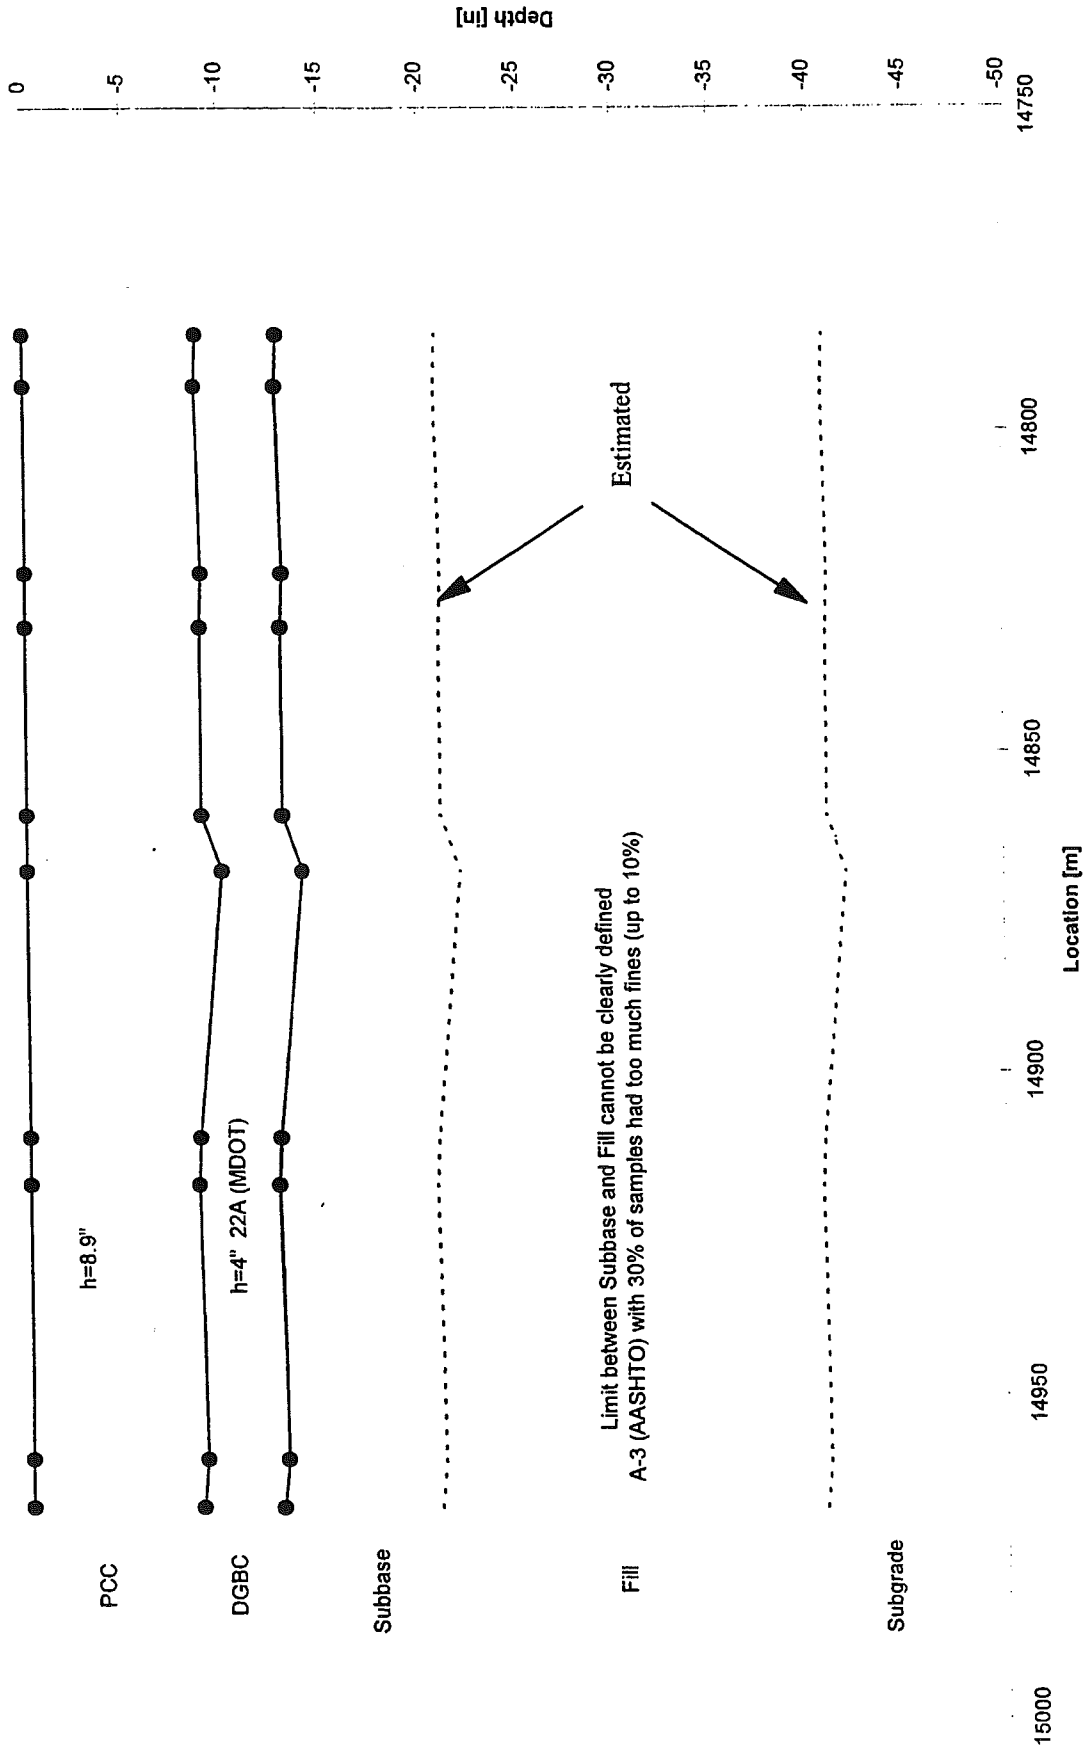 Depth [in]
0
-5
-10
-15
-20
-25
-30
-35
-40
-45
-50
PCC
h=8.9"
DGBC
h=4" 22A (MDOT)
Subbase
Estimated
Limit between Subbase and Fill cannot be clearly defined
A-3 (AASHTO) with 30% of samples had too much fines (up to 10%)
Fill
Subgrade
15000
14950
14900
14850
14800
14750
Location [m]